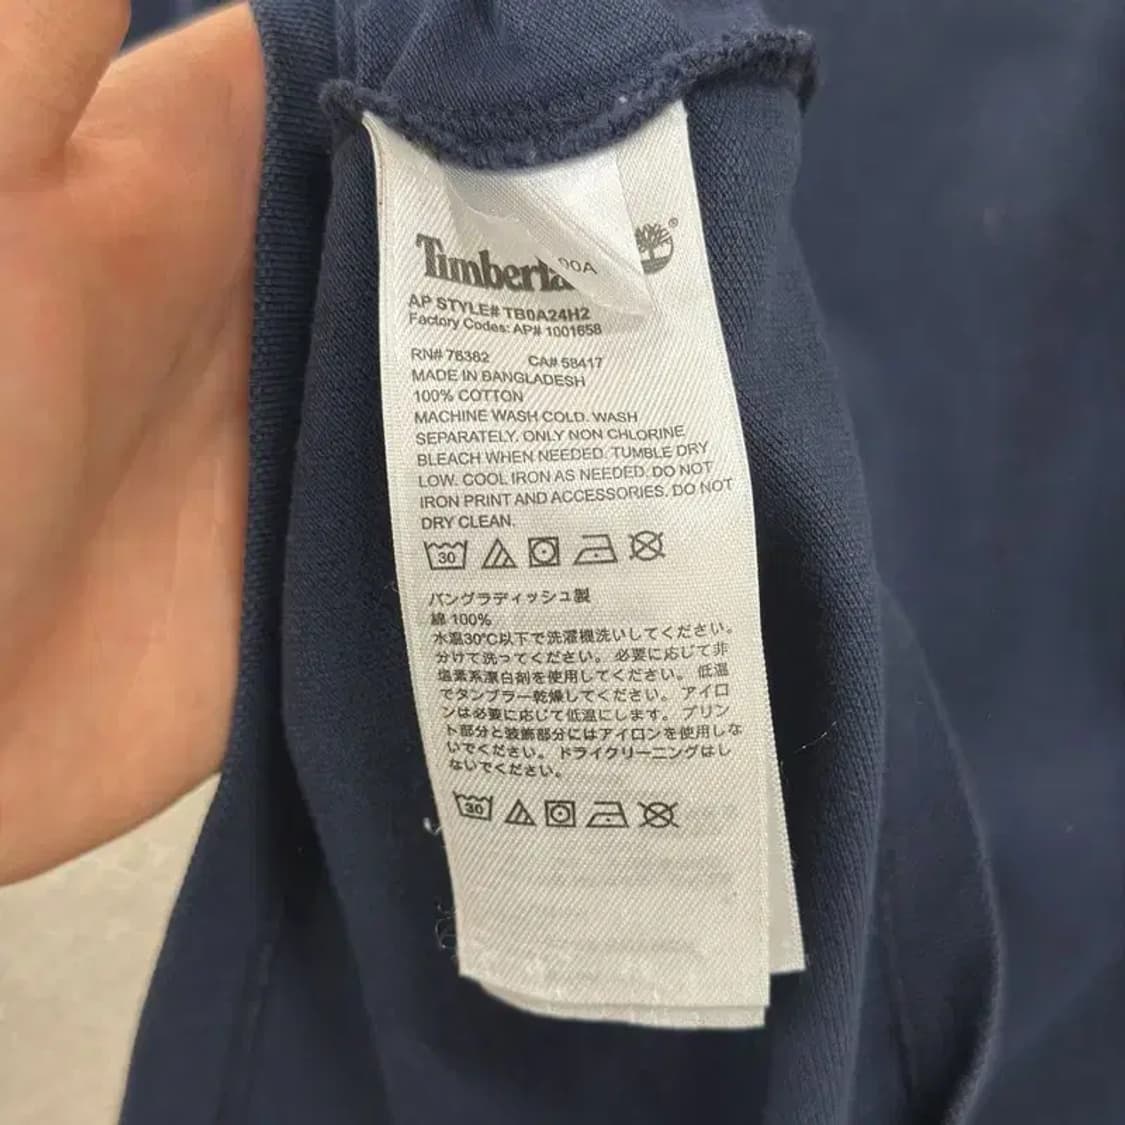 Timberla
00A
®
AP STYLE# TB0A24H2
Factory Codes: AP# 1001658
RN# 76382 CA# 58417
MADE IN BANGLADESH
100% COTTON
MACHINE WASH COLD. WASH
SEPARATELY. ONLY NON CHLORINE
BLEACH WHEN NEEDED. TUMBLE DRY
LOW. COOL IRON AS NEEDED. DO NOT
IRON PRINT AND ACCESSORIES. DO NOT
DRY CLEAN.
30
バングラディッシュ製
綿 100%
水温30℃以下で洗濯機洗いしてください。
分けて洗ってください。 必要に応じて非
塩素系漂白剤を使用してください。 低温
でタンブラー乾燥してください。 アイロ
ンは必要に応じて低温にします。 プリン
ト部分と装飾部分にはアイロンを使用しな
いでください。 ドライクリーニングはし
ないでください。
30